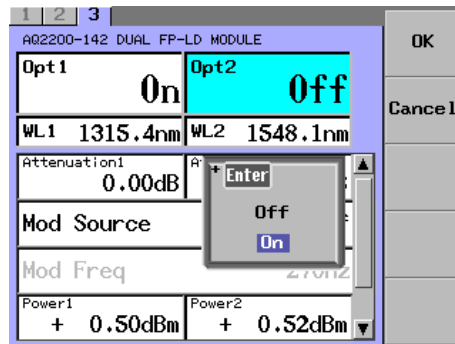 1 2 3
AQ2200-142 DUAL FP-LD MODULE
OK
Opt1 On Opt2 Off
Cancel
WL1 1315.4nm WL2 1548.1nm
Attenuation1
0.00dB
Enter
Off
On
Mod Source
Mod Freq 270Hz
Power1 Power2
+ 0.50dBm + 0.52dBm